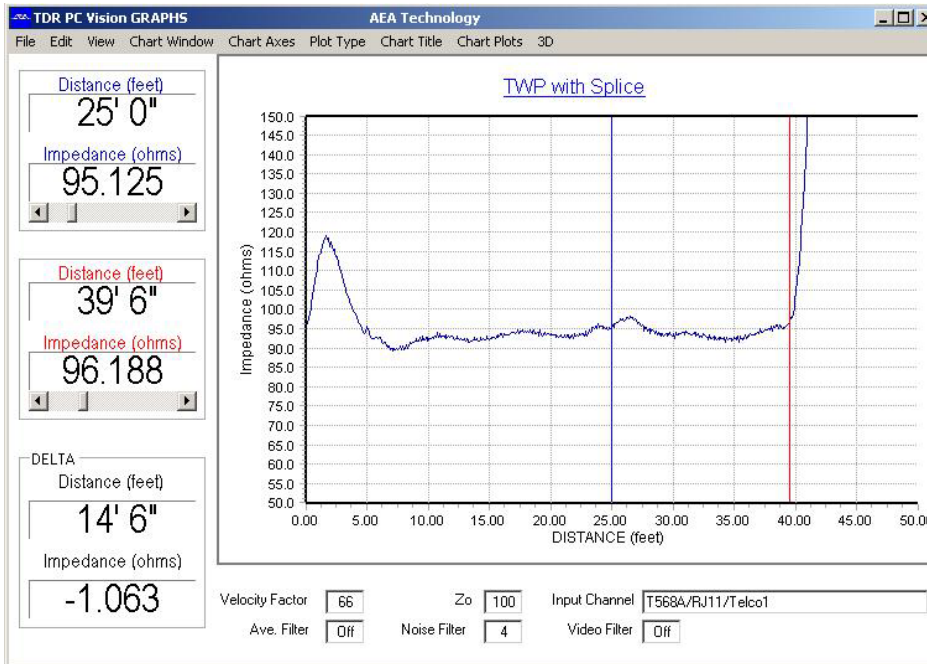 AEA TDR PC Vision GRAPHS AEA Technology
File Edit View Chart Window Chart Axes Plot Type Chart Title Chart Plots 3D
Distance (feet)
25' 0"
Impedance (ohms)
95.125
Distance (feet)
39' 6"
Impedance (ohms)
96.188
DELTA
Distance (feet)
14' 6"
Impedance (ohms)
-1.063
TWP with Splice
Impedance (ohms)
150.0
145.0
140.0
135.0
130.0
125.0
120.0
115.0
110.0
105.0
100.0
95.0
90.0
85.0
80.0
75.0
70.0
65.0
60.0
55.0
50.0
0.00 5.00 10.00 15.00 20.00 25.00 30.00 35.00 40.00 45.00 50.0
DISTANCE (feet)
Velocity Factor 66 Zo 100 Input Channel T568A/RJ11/Telco1
Ave. Filter Off Noise Filter 4 Video Filter Off